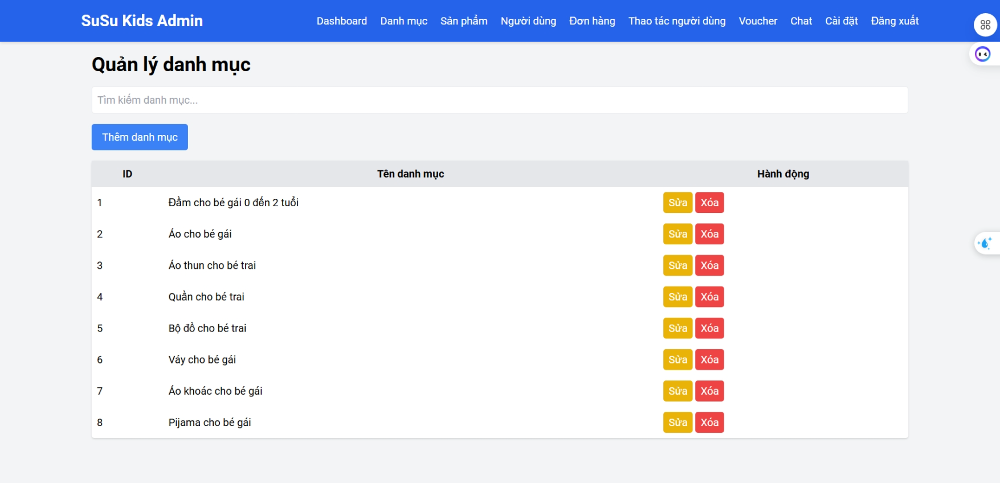 SuSu Kids Admin Dashboard Danh mục Sản phẩm Người dùng Đơn hàng Thao tác người dùng Voucher Chat Cài đặt Đăng xuất
Quản lý danh mục
Tìm kiếm danh mục...
Thêm danh mục
ID Tên danh mục Hành động
1 Đầm cho bé gái 0 đến 2 tuổi Sửa Xóa
2 Áo cho bé gái Sửa Xóa
3 Áo thun cho bé trai Sửa Xóa
4 Quần cho bé trai Sửa Xóa
5 Bộ đồ cho bé trai Sửa Xóa
6 Váy cho bé gái Sửa Xóa
7 Áo khoác cho bé gái Sửa Xóa
8 Pijama cho bé gái Sửa Xóa